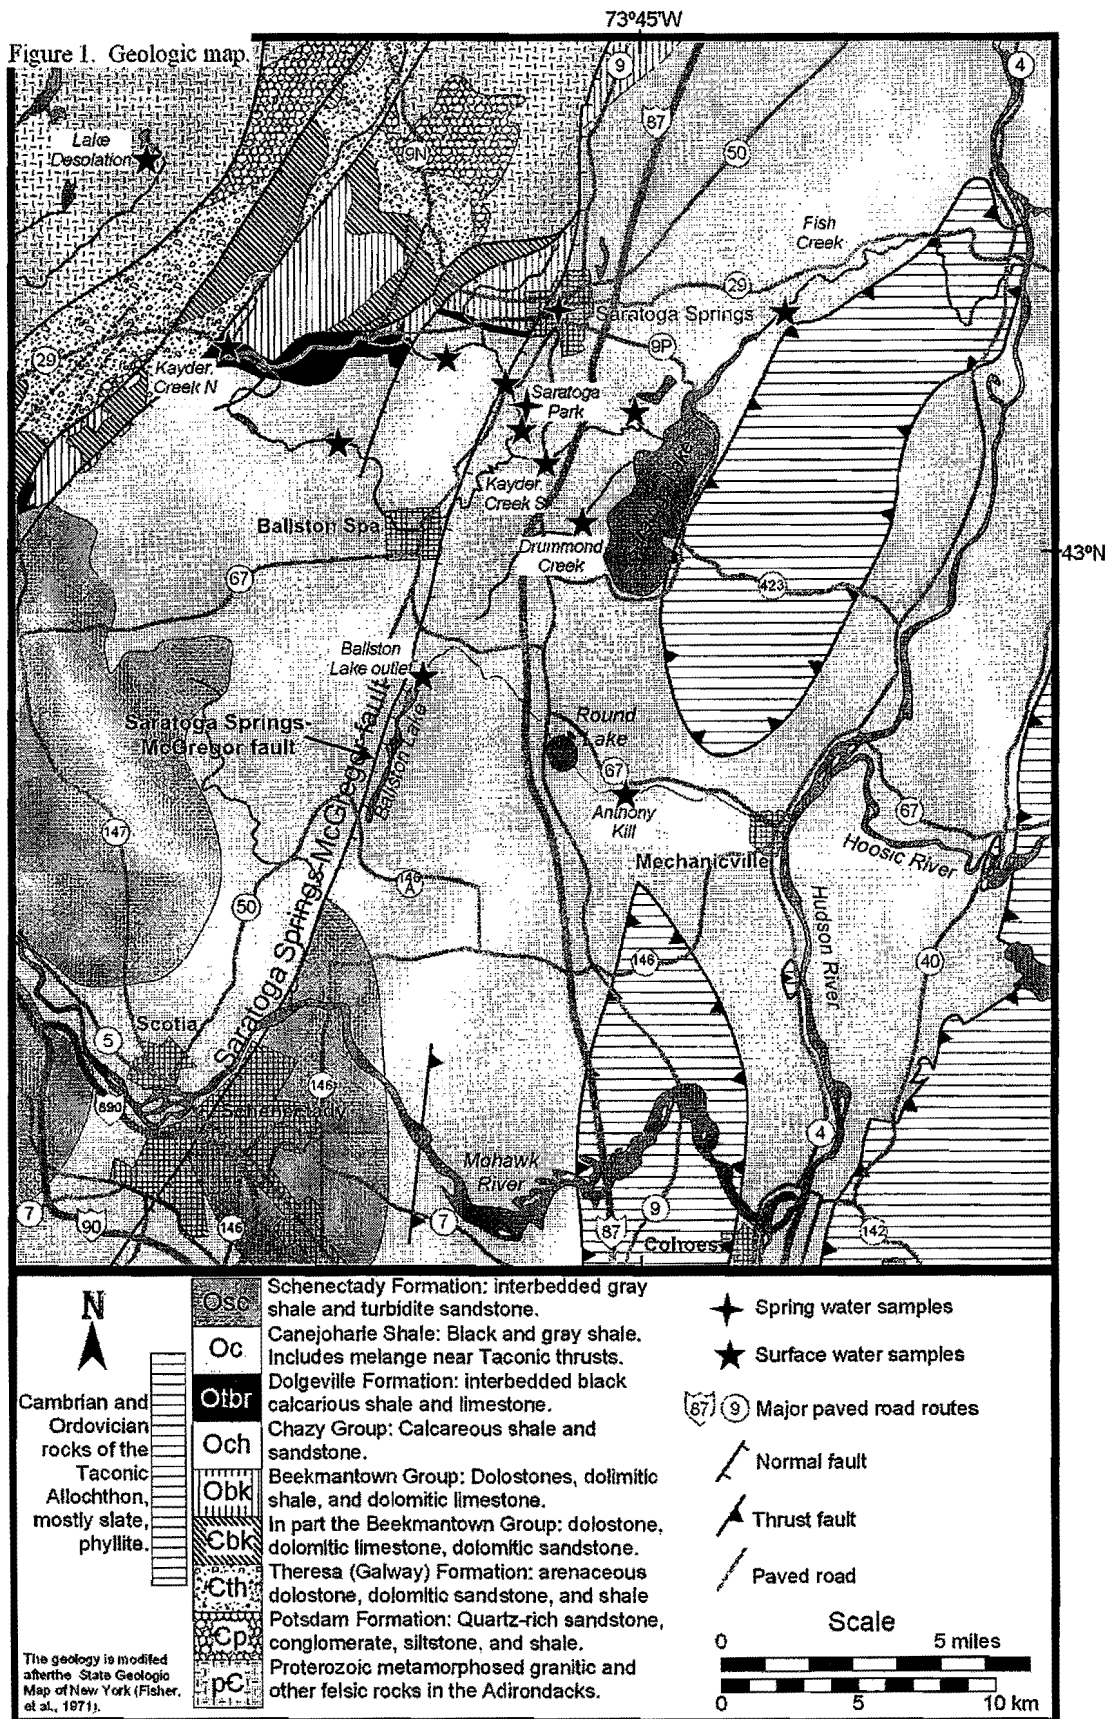 73º45'W
Figure 1. Geologic map.
9
4
87
Lake
Desolation
9N
50
Fish
Creek
29
Saratoga Springs
9P
29
Kayder.
Creek N
Saratoga
Park
Kayder.
Creek S
Lake
Ballston Spa
Drummond
Creek
43ºN
67
423
Ballston
Lake outlet
Saratoga Springs-
McGregor fault
Ballston Lake
Round
Lake
67
Anthony
Kill
67
147
Hoosic River
Mechanicville
146
A
50
Saratoga Springs-McGregor fault
Hudson River
146
40
Scotia
5
146
890
Schenectady
4
Mohawk
River
7
90
146
7
87
9
Cohoes
142
N
Cambrian and
Ordovician
rocks of the
Taconic
Allochthon,
mostly slate,
phyllite.
The geology is modifed
afterthe State Geologic
Map of New York (Fisher,
et al., 1971).
Osc
Schenectady Formation: interbedded gray
shale and turbidite sandstone.
Oc
Canejoharie Shale: Black and gray shale.
Includes melange near Taconic thrusts.
Otbr
Dolgeville Formation: interbedded black
calcarious shale and limestone.
Och
Chazy Group: Calcareous shale and
sandstone.
Obk
Beekmantown Group: Dolostones, dolimitic
shale, and dolomitic limestone.
Єbk
In part the Beekmantown Group: dolostone,
dolomitic limestone, dolomitic sandstone.
Єth
Theresa (Galway) Formation: arenaceous
dolostone, dolomitic sandstone, and shale
Єp
Potsdam Formation: Quartz-rich sandstone,
conglomerate, siltstone, and shale.
pЄ
Proterozoic metamorphosed granitic and
other felsic rocks in the Adirondacks.
Spring water samples
Surface water samples
87 9 Major paved road routes
Normal fault
Thrust fault
Paved road
Scale
0 5 miles
0 5 10 km